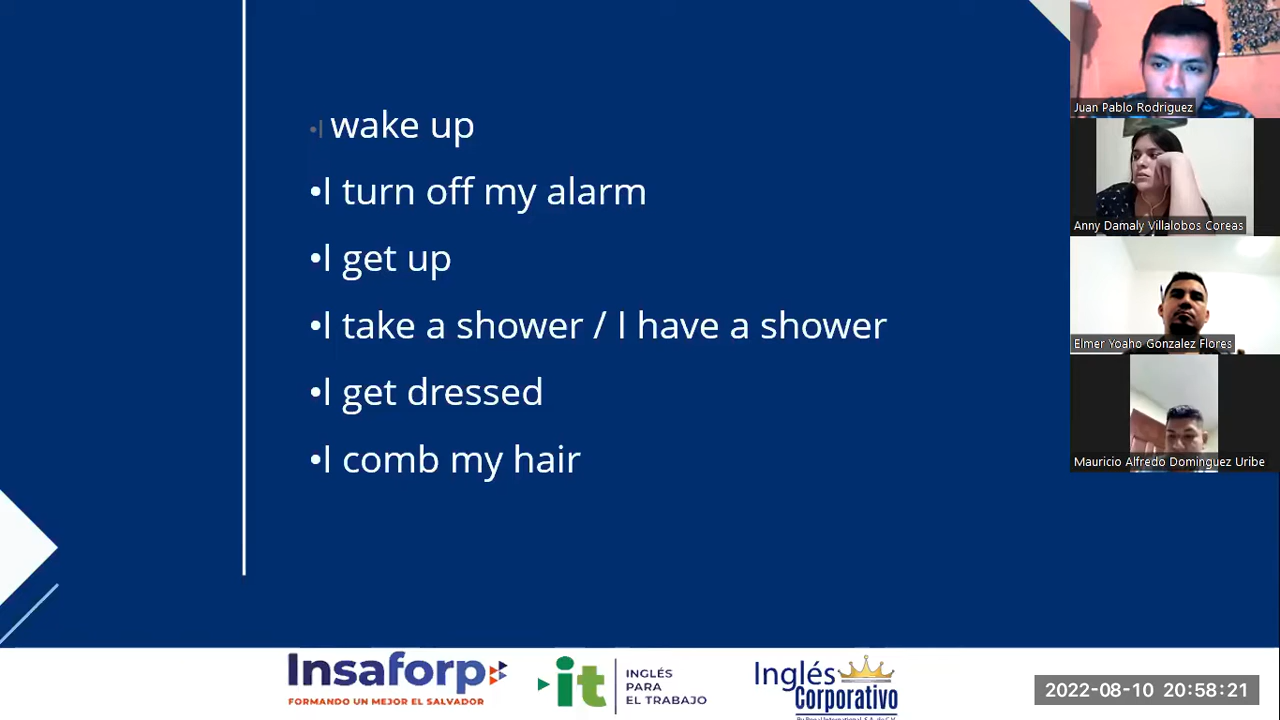 •I wake up
•I turn off my alarm
•I get up
•I take a shower / I have a shower
•I get dressed
•I comb my hair
Juan Pablo Rodriguez
Anny Damaly Villalobos Coreas
Elmer Yoaho Gonzalez Flores
Mauricio Alfredo Dominguez Uribe
Insaforp
FORMANDO UN MEJOR EL SALVADOR
it
INGLÉS
PARA
EL TRABAJO
Inglés
Corporativo
2022-08-10 20:58:21